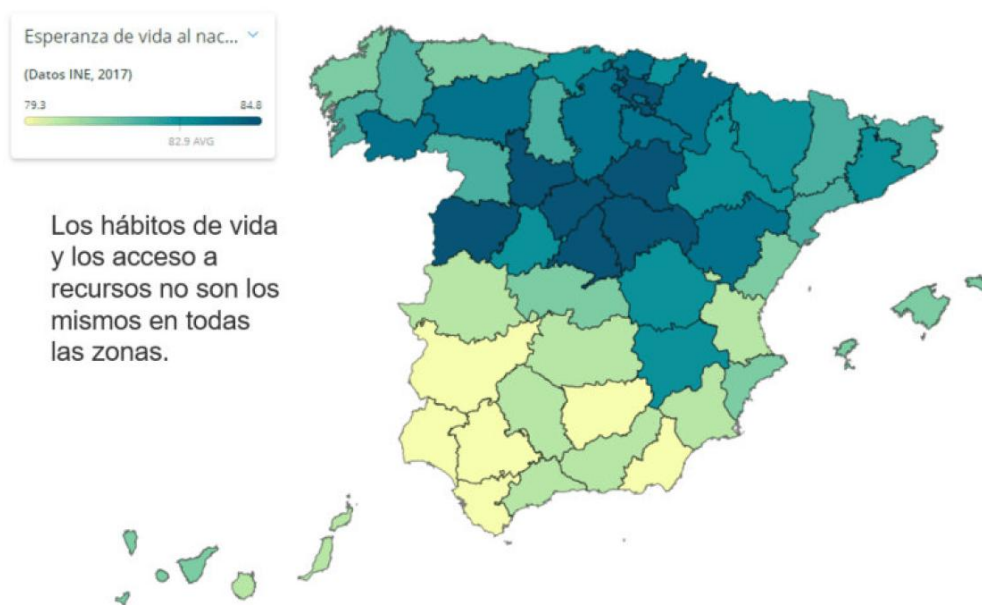 Esperanza de vida al nac...
(Datos INE, 2017)
79.3 84.8
82.9 AVG
Los hábitos de vida
y los acceso a
recursos no son los
mismos en todas
las zonas.